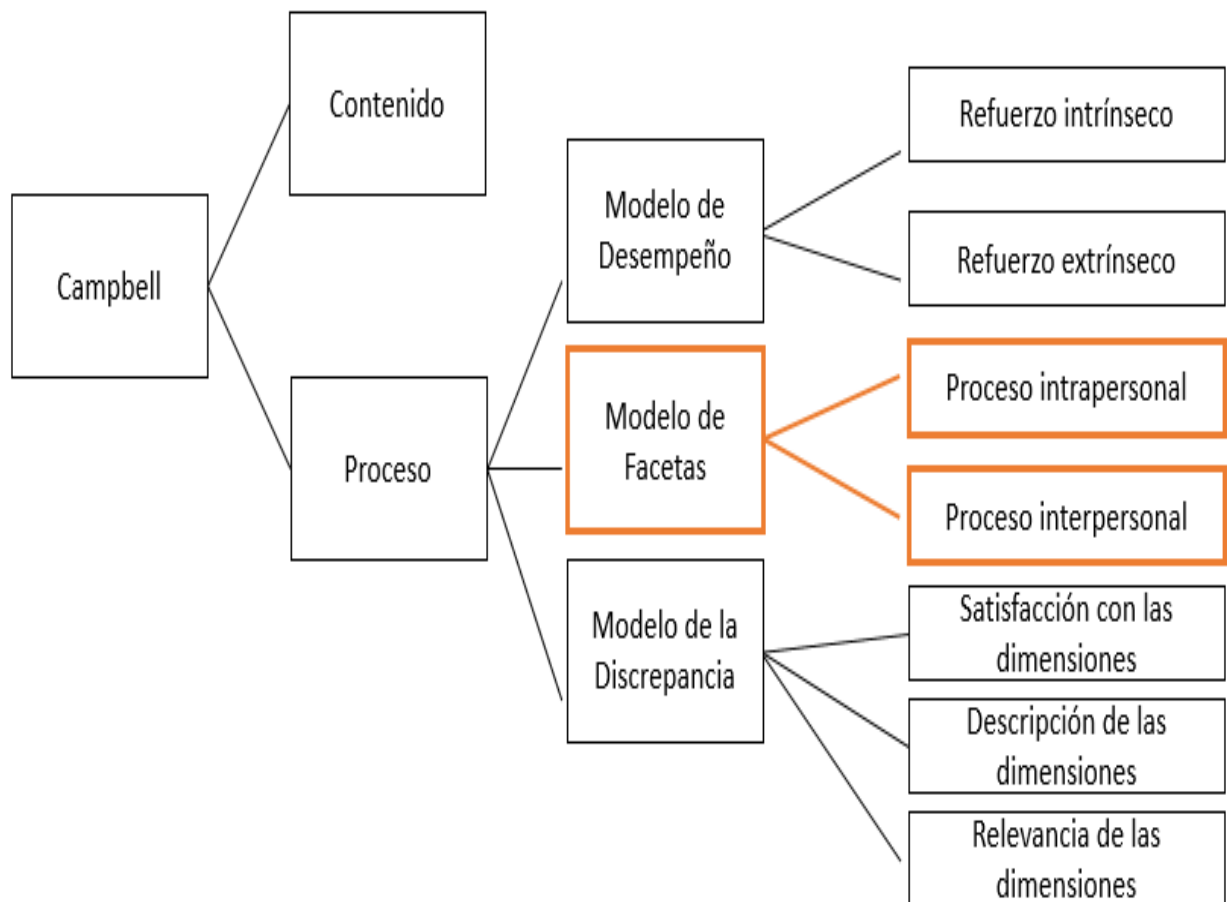 Campbell
Contenido
Proceso
Modelo de
Desempeño
Modelo de
Facetas
Modelo de la
Discrepancia
Refuerzo intrínseco
Refuerzo extrínseco
Proceso intrapersonal
Proceso interpersonal
Satisfacción con las
dimensiones
Descripción de las
dimensiones
Relevancia de las
dimensiones